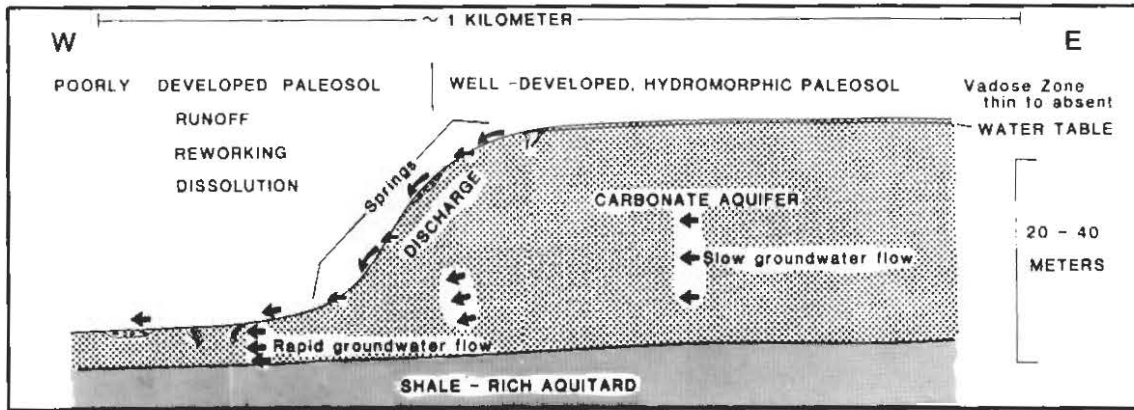 ~ 1 KILOMETER
W
E
POORLY DEVELOPED PALEOSOL
RUNOFF
REWORKING
DISSOLUTION
WELL-DEVELOPED, HYDROMORPHIC PALEOSOL
Vadose Zone
thin to absent
WATER TABLE
Springs
DISCHARGE
CARBONATE AQUIFER
Slow groundwater flow
20 - 40
METERS
Rapid groundwater flow
SHALE - RICH AQUITARD